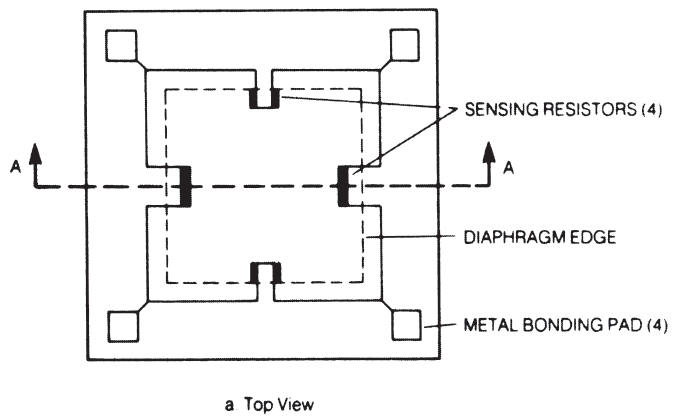 SENSING RESISTORS (4)
A
A
DIAPHRAGM EDGE
METAL BONDING PAD (4)
a Top View